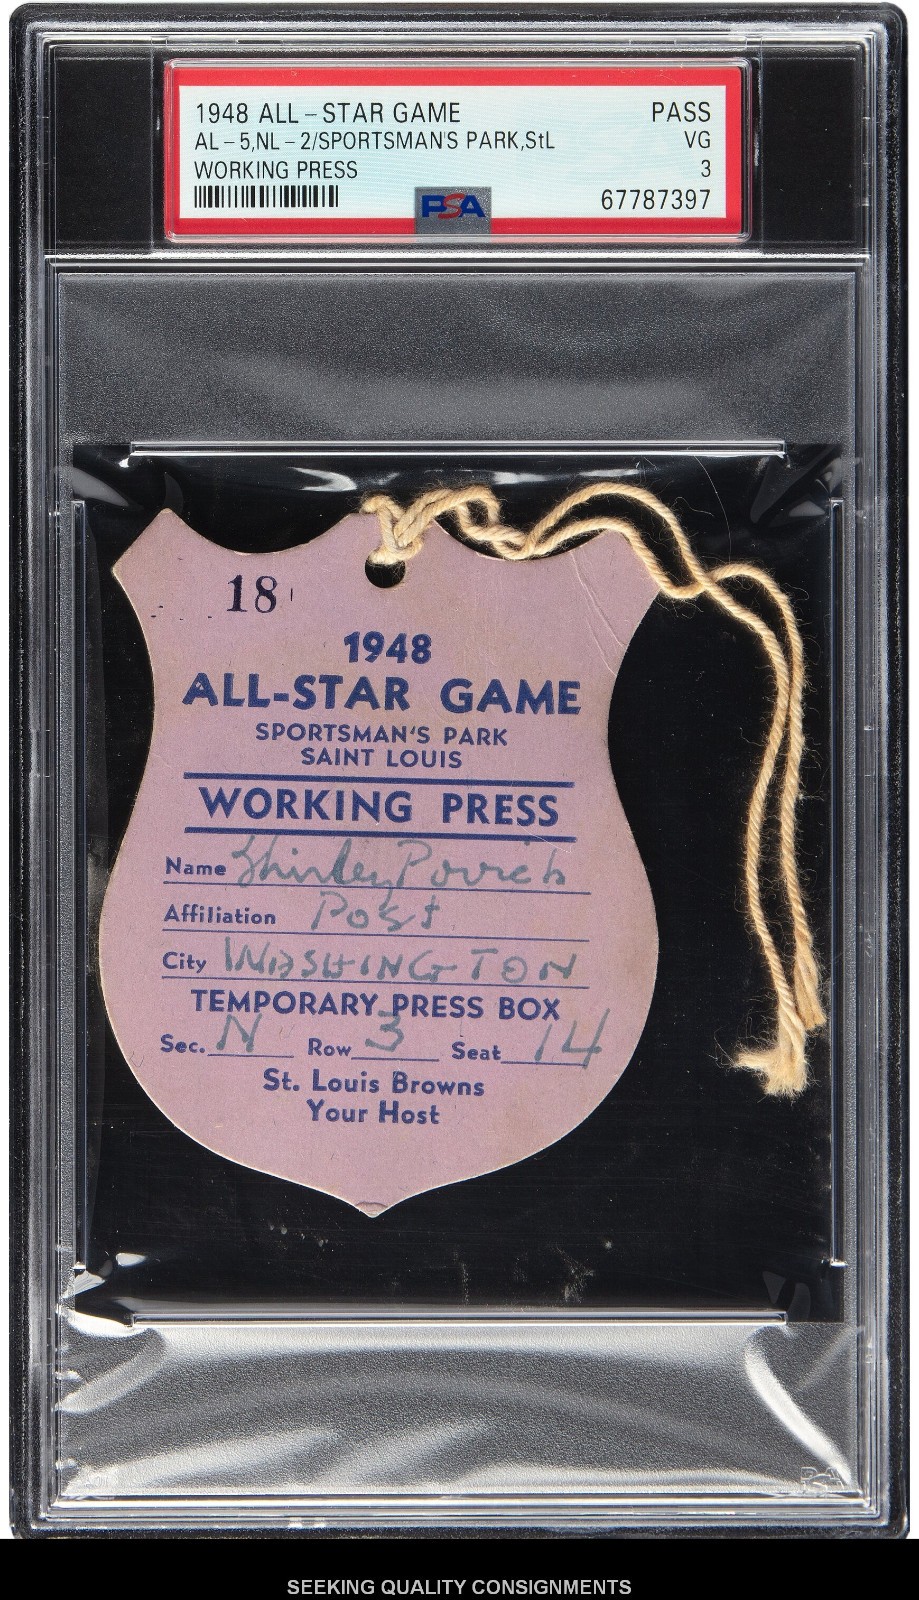 1948 ALL-STAR GAME PASS
AL-5,NL-2/SPORTSMAN'S PARK,StL VG
WORKING PRESS 3
PSA 67787397
18
1948
ALL-STAR GAME
SPORTSMAN'S PARK
SAINT LOUIS
WORKING PRESS
Name Shirley Povich
Affiliation Post
City WASHINGTON
TEMPORARY PRESS BOX
Sec. N Row 3 Seat 14
St. Louis Browns
Your Host
PSA
SEEKING QUALITY CONSIGNMENTS